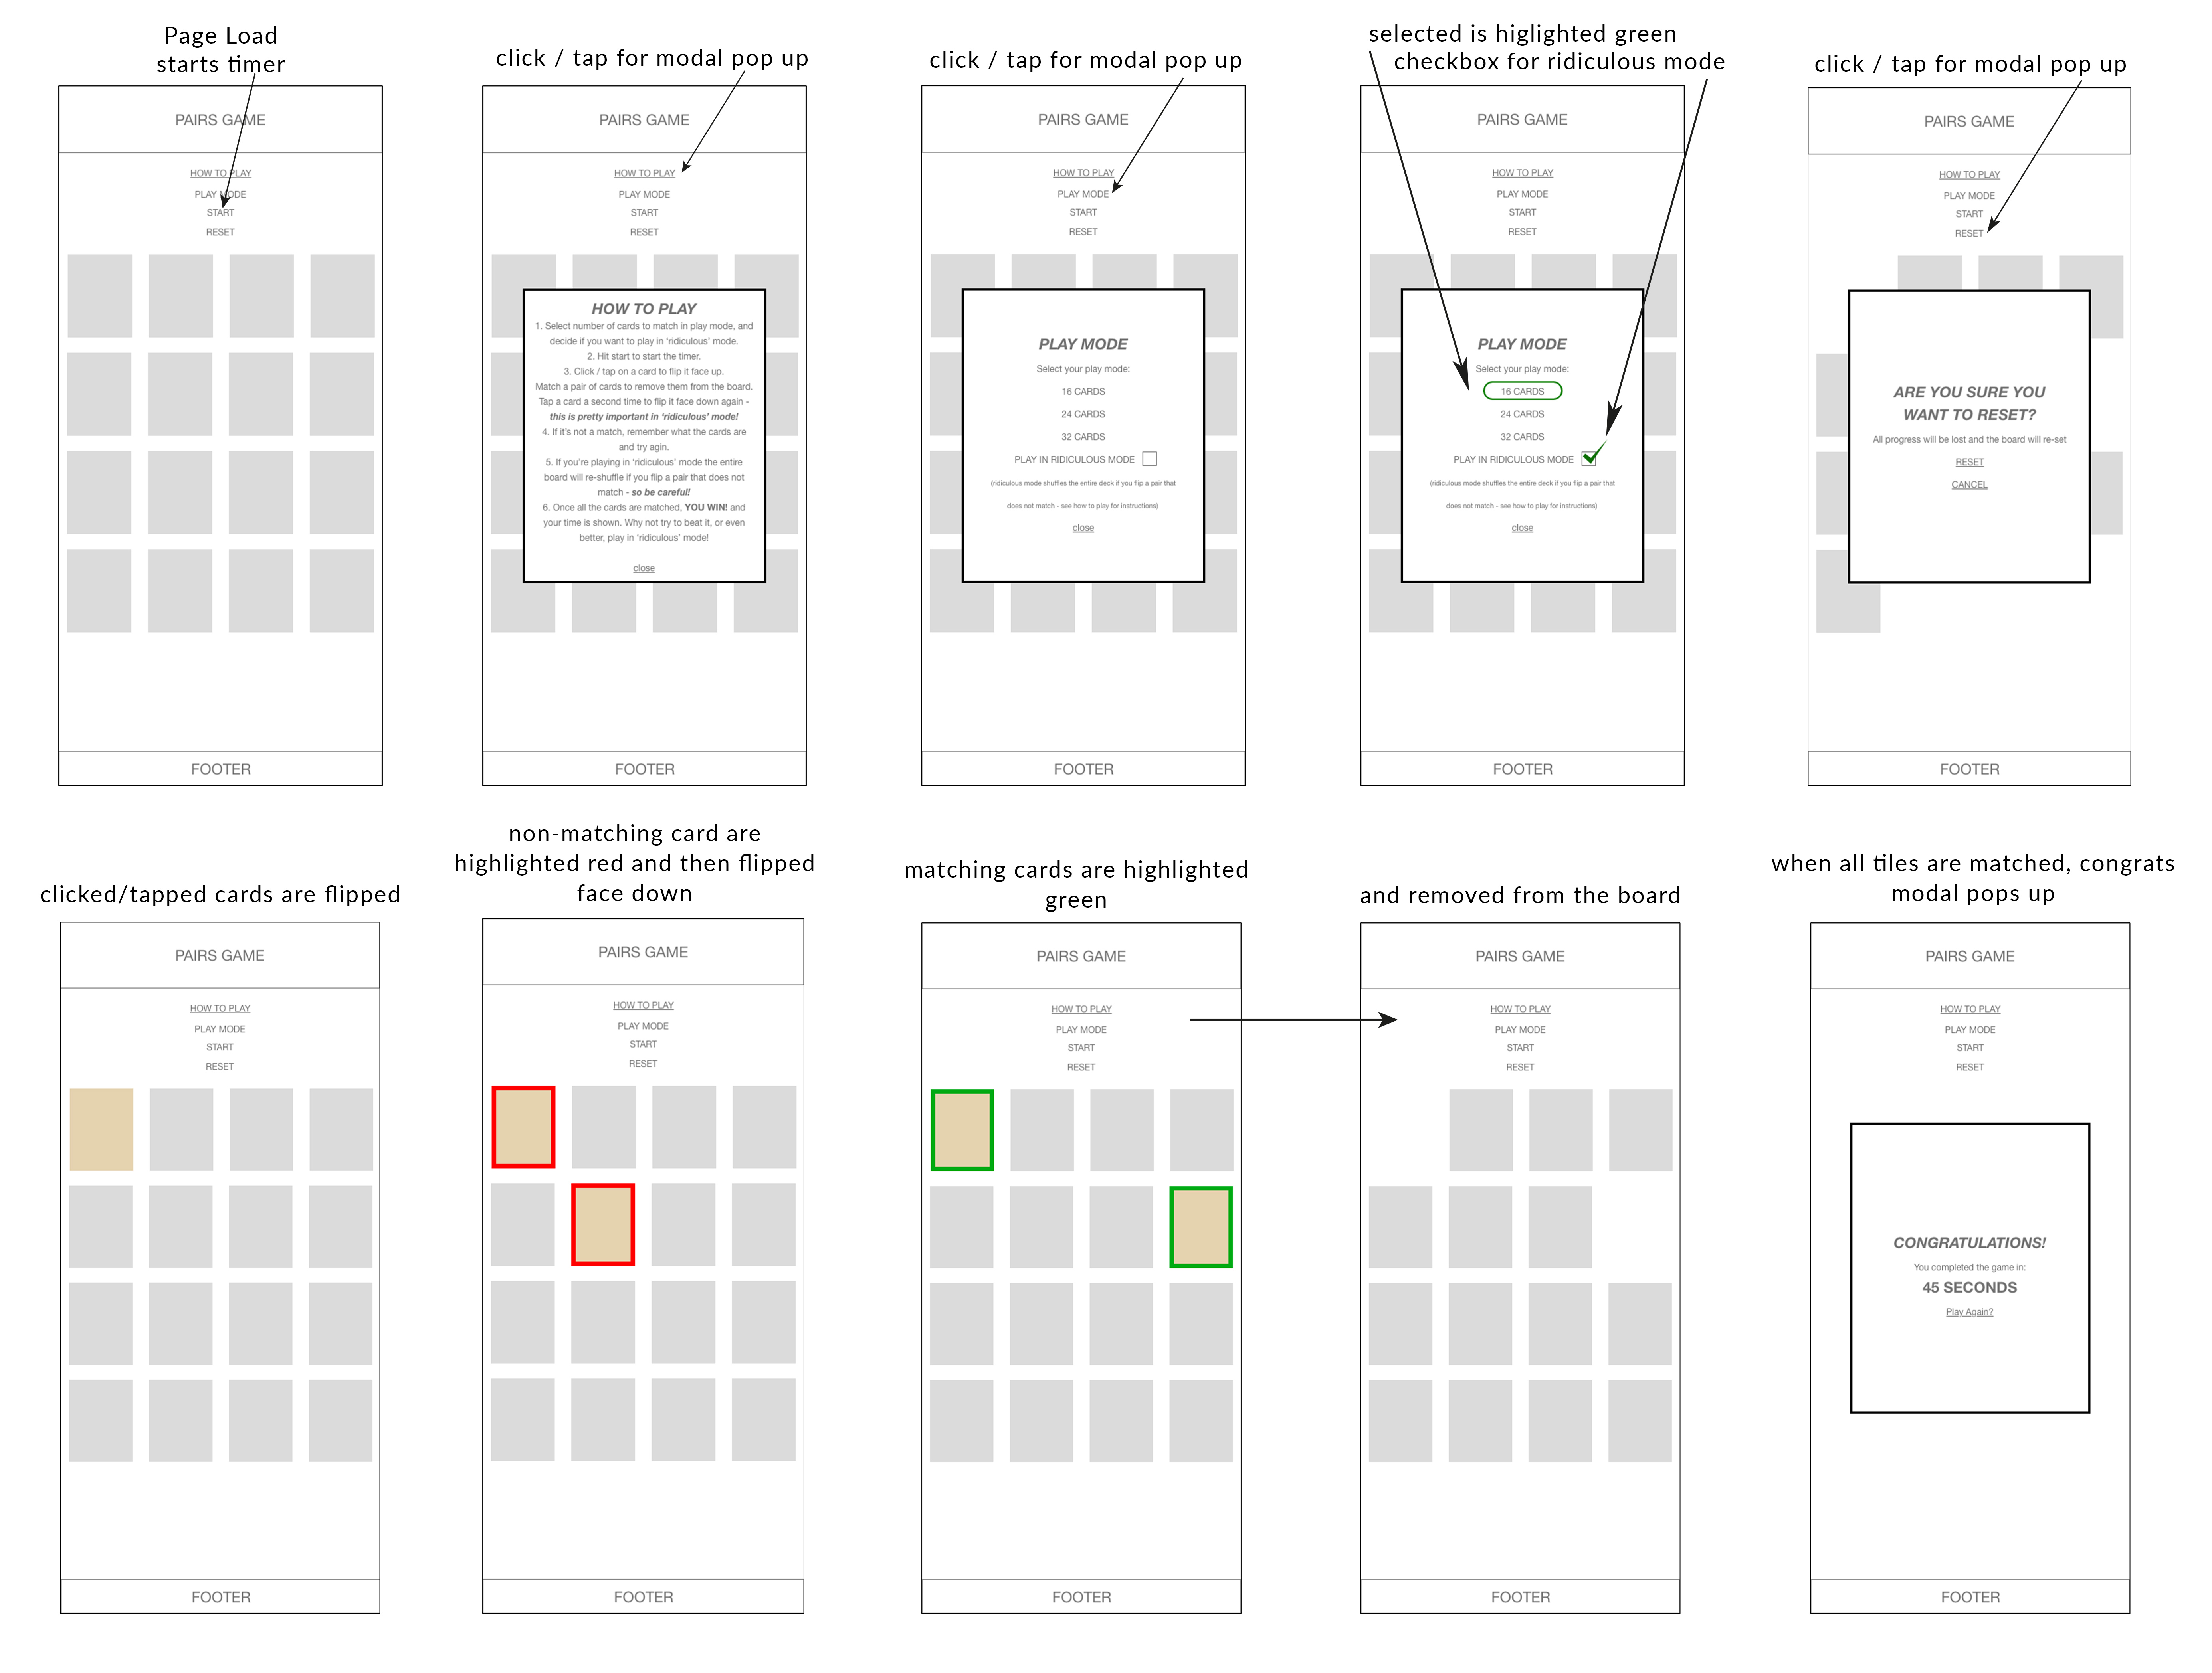 Page Load
starts timer
PAIRS GAME
HOW TO PLAY
PLAY MODE
START
RESET
FOOTER
click / tap for modal pop up
PAIRS GAME
HOW TO PLAY
PLAY MODE
START
RESET
HOW TO PLAY
1. Select number of cards to match in play mode, and
decide if you want to play in ‘ridiculous’ mode.
2. Hit start to start the timer.
3. Click / tap on a card to flip it face up.
Match a pair of cards to remove them from the board.
Tap a card a second time to flip it face down again -
this is pretty important in ‘ridiculous’ mode!
4. If it’s not a match, remember what the cards are
and try agin.
5. If you’re playing in ‘ridiculous’ mode the entire
board will re-shuffle if you flip a pair that does not
match - so be careful!
6. Once all the cards are matched, YOU WIN! and
your time is shown. Why not try to beat it, or even
better, play in ‘ridiculous’ mode!
close
FOOTER
click / tap for modal pop up
PAIRS GAME
HOW TO PLAY
PLAY MODE
START
RESET
PLAY MODE
Select your play mode:
16 CARDS
24 CARDS
32 CARDS
PLAY IN RIDICULOUS MODE
(ridiculous mode shuffles the entire deck if you flip a pair that
does not match - see how to play for instructions)
close
FOOTER
selected is higlighted green
checkbox for ridiculous mode
PAIRS GAME
HOW TO PLAY
PLAY MODE
START
RESET
PLAY MODE
Select your play mode:
16 CARDS
24 CARDS
32 CARDS
PLAY IN RIDICULOUS MODE
(ridiculous mode shuffles the entire deck if you flip a pair that
does not match - see how to play for instructions)
close
FOOTER
click / tap for modal pop up
PAIRS GAME
HOW TO PLAY
PLAY MODE
START
RESET
ARE YOU SURE YOU
WANT TO RESET?
All progress will be lost and the board will re-set
RESET
CANCEL
FOOTER
clicked/tapped cards are flipped
PAIRS GAME
HOW TO PLAY
PLAY MODE
START
RESET
FOOTER
non-matching card are
highlighted red and then flipped
face down
PAIRS GAME
HOW TO PLAY
PLAY MODE
START
RESET
FOOTER
matching cards are highlighted
green
PAIRS GAME
HOW TO PLAY
PLAY MODE
START
RESET
FOOTER
and removed from the board
PAIRS GAME
HOW TO PLAY
PLAY MODE
START
RESET
FOOTER
when all tiles are matched, congrats
modal pops up
PAIRS GAME
HOW TO PLAY
PLAY MODE
START
RESET
CONGRATULATIONS!
You completed the game in:
45 SECONDS
Play Again?
FOOTER